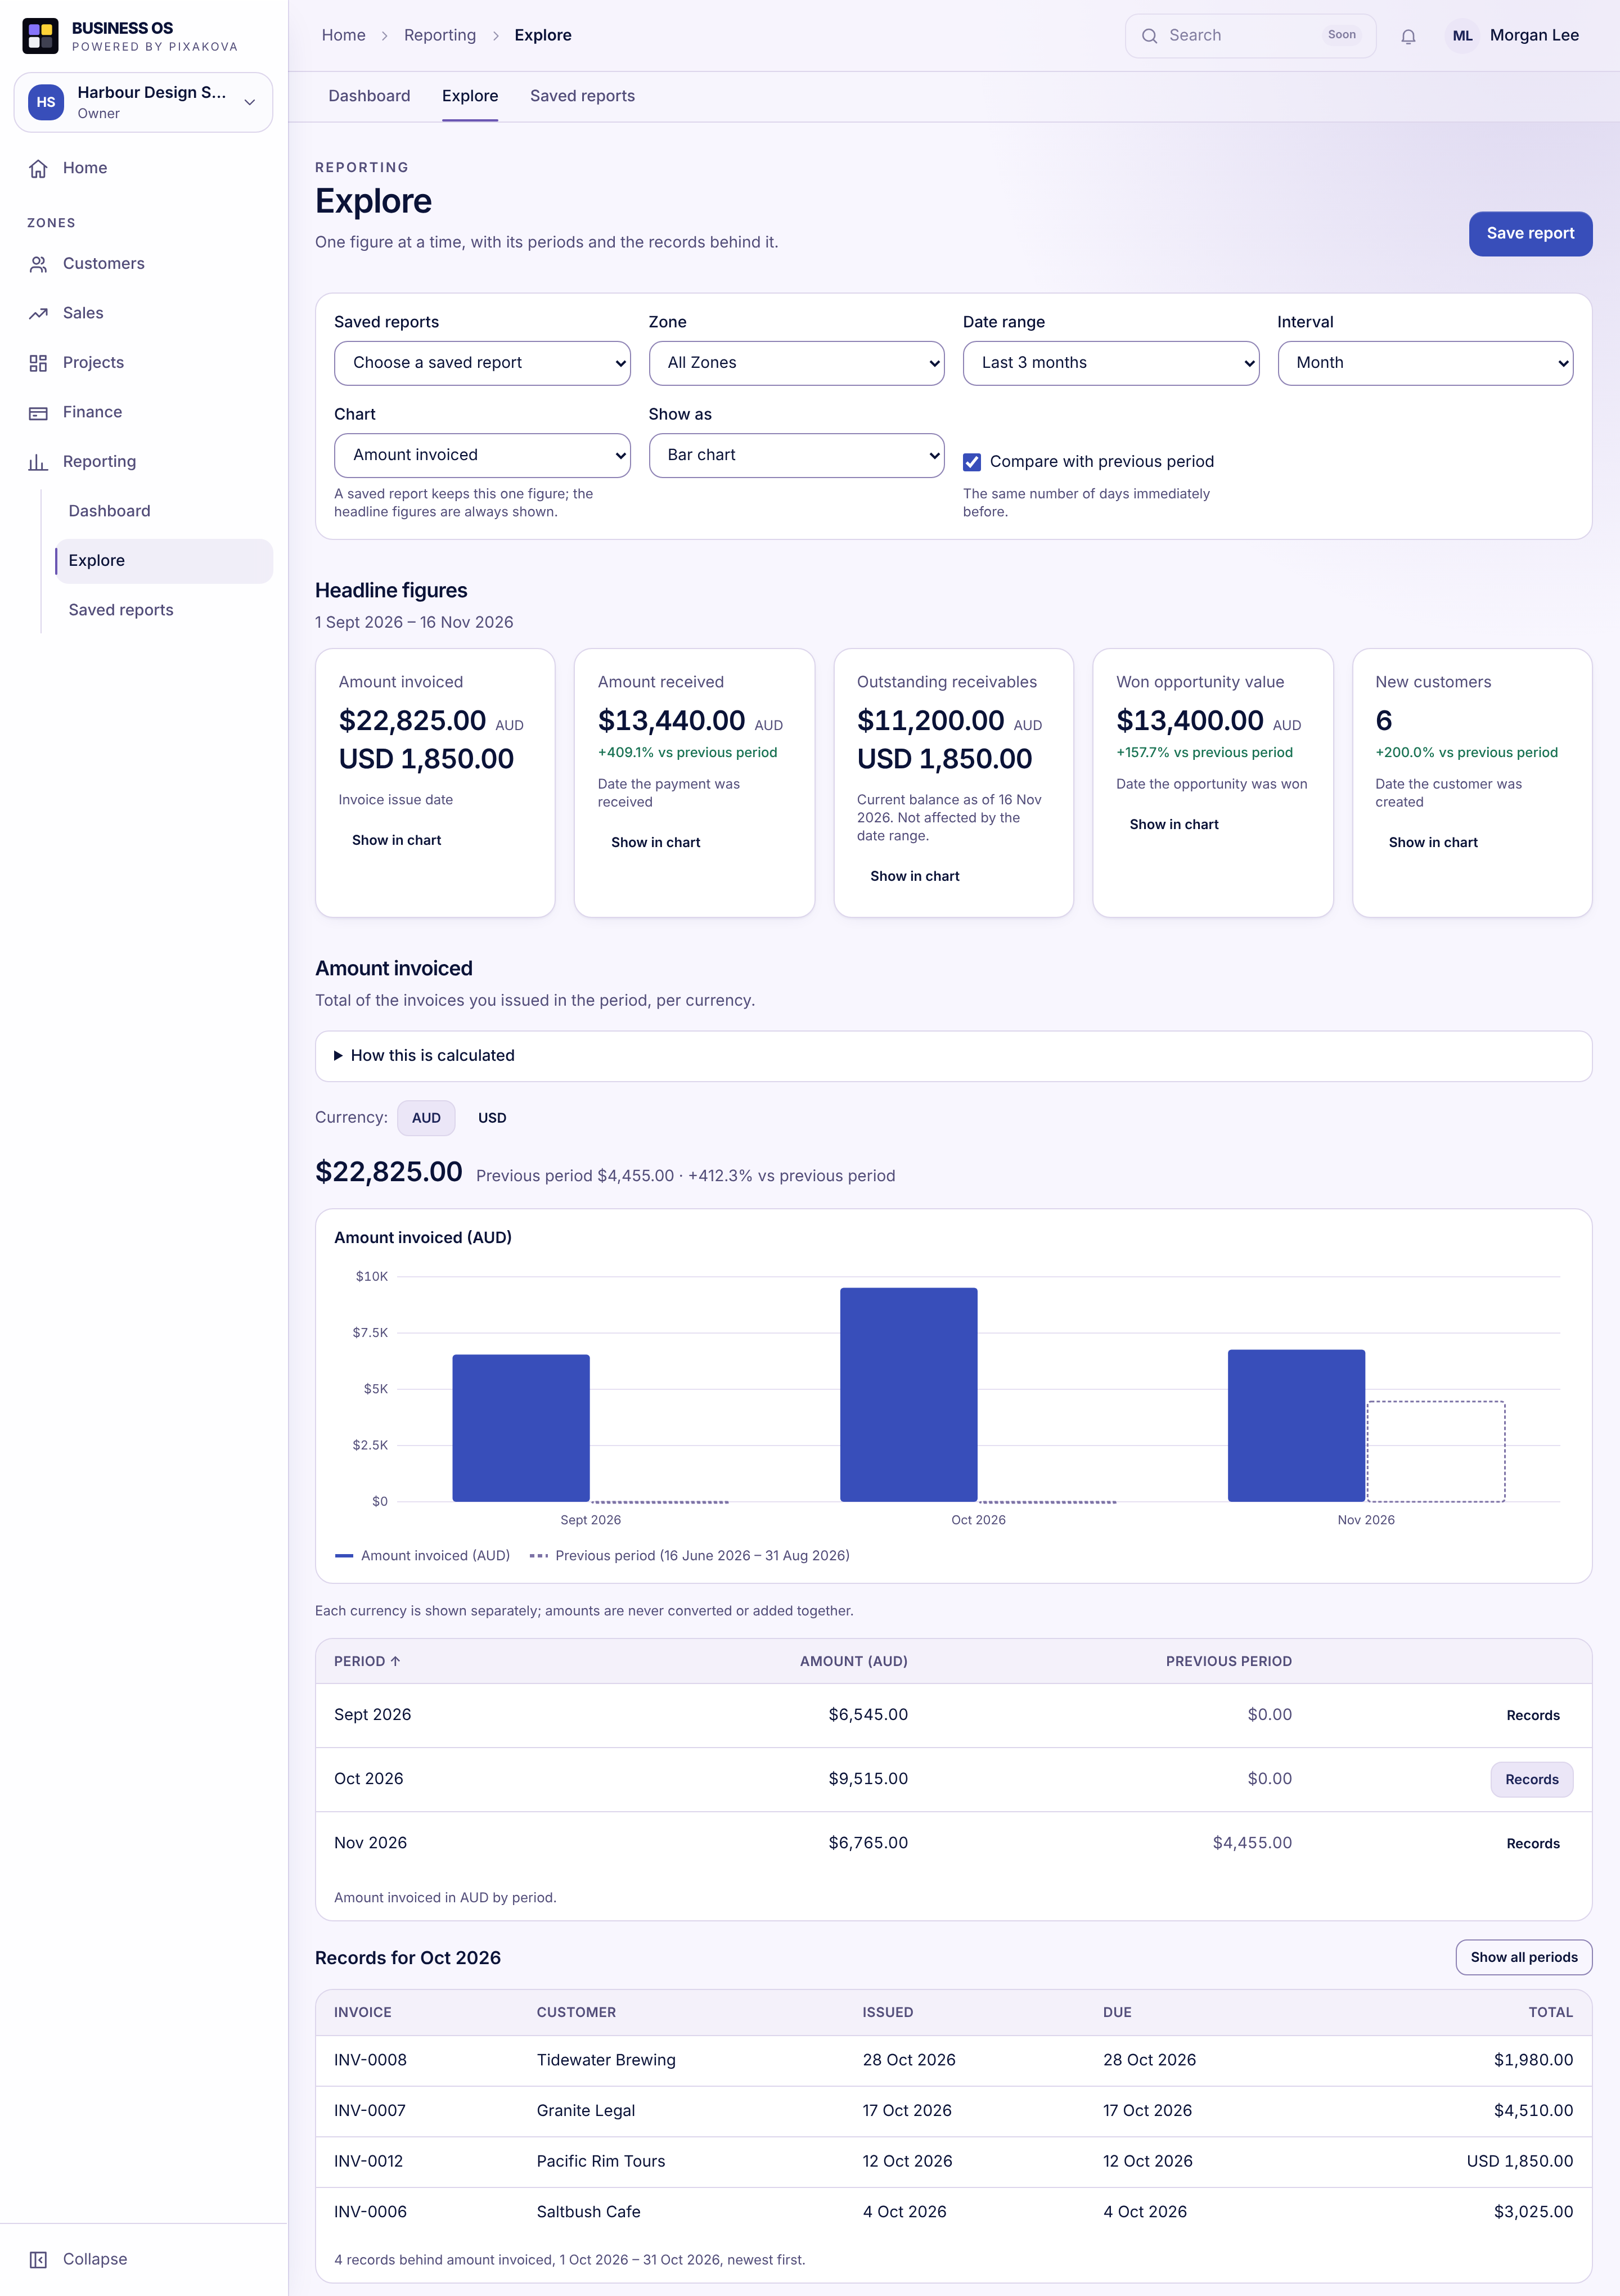 BUSINESS OS
POWERED BY PIXAKOVA
HS
Harbour Design S...
Owner
Home
ZONES
Customers
Sales
Projects
Finance
Reporting
Dashboard
Explore
Saved reports
Collapse
Home > Reporting > Explore
Search
Soon
ML
Morgan Lee
Dashboard Explore Saved reports
REPORTING
Explore
One figure at a time, with its periods and the records behind it.
Save report
Saved reports Zone Date range Interval
Choose a saved report All Zones Last 3 months Month
Chart Show as
Amount invoiced Bar chart Compare with previous period
A saved report keeps this one figure; the
headline figures are always shown.
The same number of days immediately
before.
Headline figures
1 Sept 2026 – 16 Nov 2026
Amount invoiced
$22,825.00 AUD
USD 1,850.00
Invoice issue date
Show in chart
Amount received
$13,440.00 AUD
+409.1% vs previous period
Date the payment was
received
Show in chart
Outstanding receivables
$11,200.00 AUD
USD 1,850.00
Current balance as of 16 Nov
2026. Not affected by the
date range.
Show in chart
Won opportunity value
$13,400.00 AUD
+157.7% vs previous period
Date the opportunity was won
Show in chart
New customers
6
+200.0% vs previous period
Date the customer was
created
Show in chart
Amount invoiced
Total of the invoices you issued in the period, per currency.
How this is calculated
Currency: AUD USD
$22,825.00 Previous period $4,455.00 · +412.3% vs previous period
Amount invoiced (AUD)
$10K
$7.5K
$5K
$2.5K
$0
Sept 2026 Oct 2026 Nov 2026
Amount invoiced (AUD) Previous period (16 June 2026 – 31 Aug 2026)
Each currency is shown separately; amounts are never converted or added together.
PERIOD ↑ AMOUNT (AUD) PREVIOUS PERIOD
Sept 2026 $6,545.00 $0.00 Records
Oct 2026 $9,515.00 $0.00 Records
Nov 2026 $6,765.00 $4,455.00 Records
Amount invoiced in AUD by period.
Records for Oct 2026
Show all periods
INVOICE CUSTOMER ISSUED DUE TOTAL
INV-0008 Tidewater Brewing 28 Oct 2026 28 Oct 2026 $1,980.00
INV-0007 Granite Legal 17 Oct 2026 17 Oct 2026 $4,510.00
INV-0012 Pacific Rim Tours 12 Oct 2026 12 Oct 2026 USD 1,850.00
INV-0006 Saltbush Cafe 4 Oct 2026 4 Oct 2026 $3,025.00
4 records behind amount invoiced, 1 Oct 2026 – 31 Oct 2026, newest first.